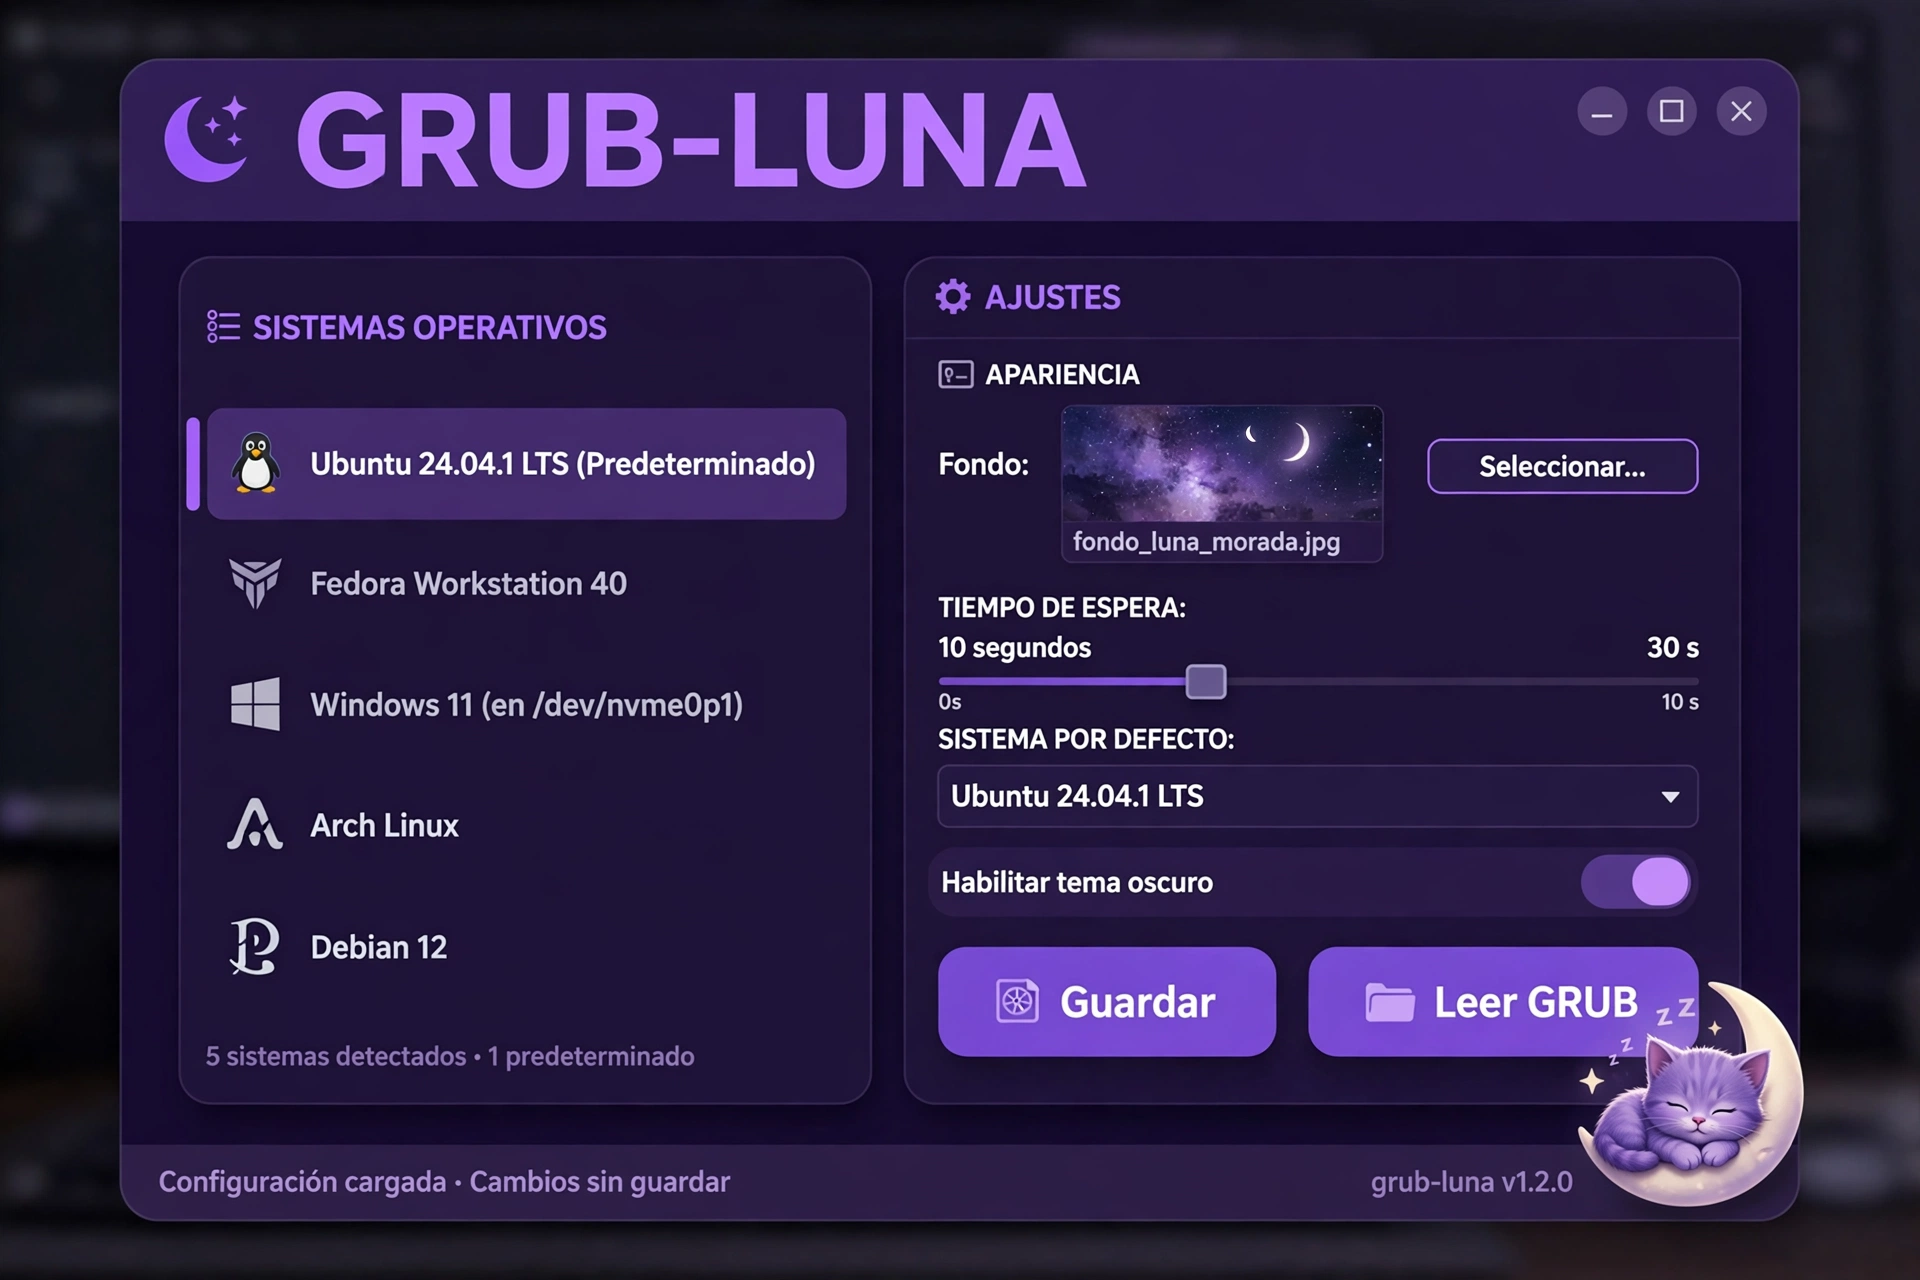 GRUB-LUNA
SISTEMAS OPERATIVOS
Ubuntu 24.04.1 LTS (Predeterminado)
Fedora Workstation 40
Windows 11 (en /dev/nvme0p1)
Arch Linux
Debian 12
5 sistemas detectados • 1 predeterminado
AJUSTES
APARIENCIA
Fondo:
fondo_luna_morada.jpg
Seleccionar...
TIEMPO DE ESPERA:
10 segundos
30 s
0s
10 s
SISTEMA POR DEFECTO:
Ubuntu 24.04.1 LTS
Habilitar tema oscuro
Guardar
Leer GRUB
z z
z z
Configuración cargada • Cambios sin guardar
grub-luna v1.2.0